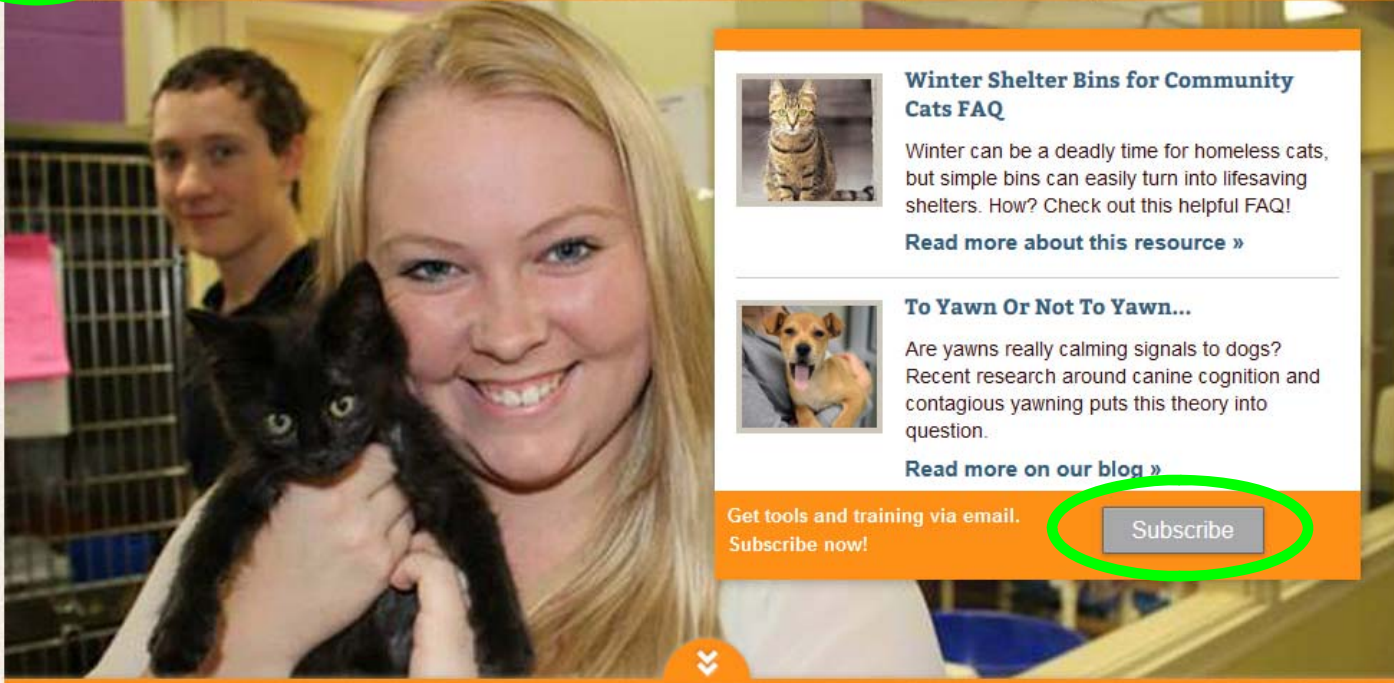 Winter Shelter Bins for Community
Cats FAQ
Winter can be a deadly time for homeless cats,
but simple bins can easily turn into lifesaving
shelters. How? Check out this helpful FAQ!
Read more about this resource »
To Yawn Or Not To Yawn...
Are yawns really calming signals to dogs?
Recent research around canine cognition and
contagious yawning puts this theory into
question.
Read more on our blog »
Get tools and training via email.
Subscribe now!
Subscribe